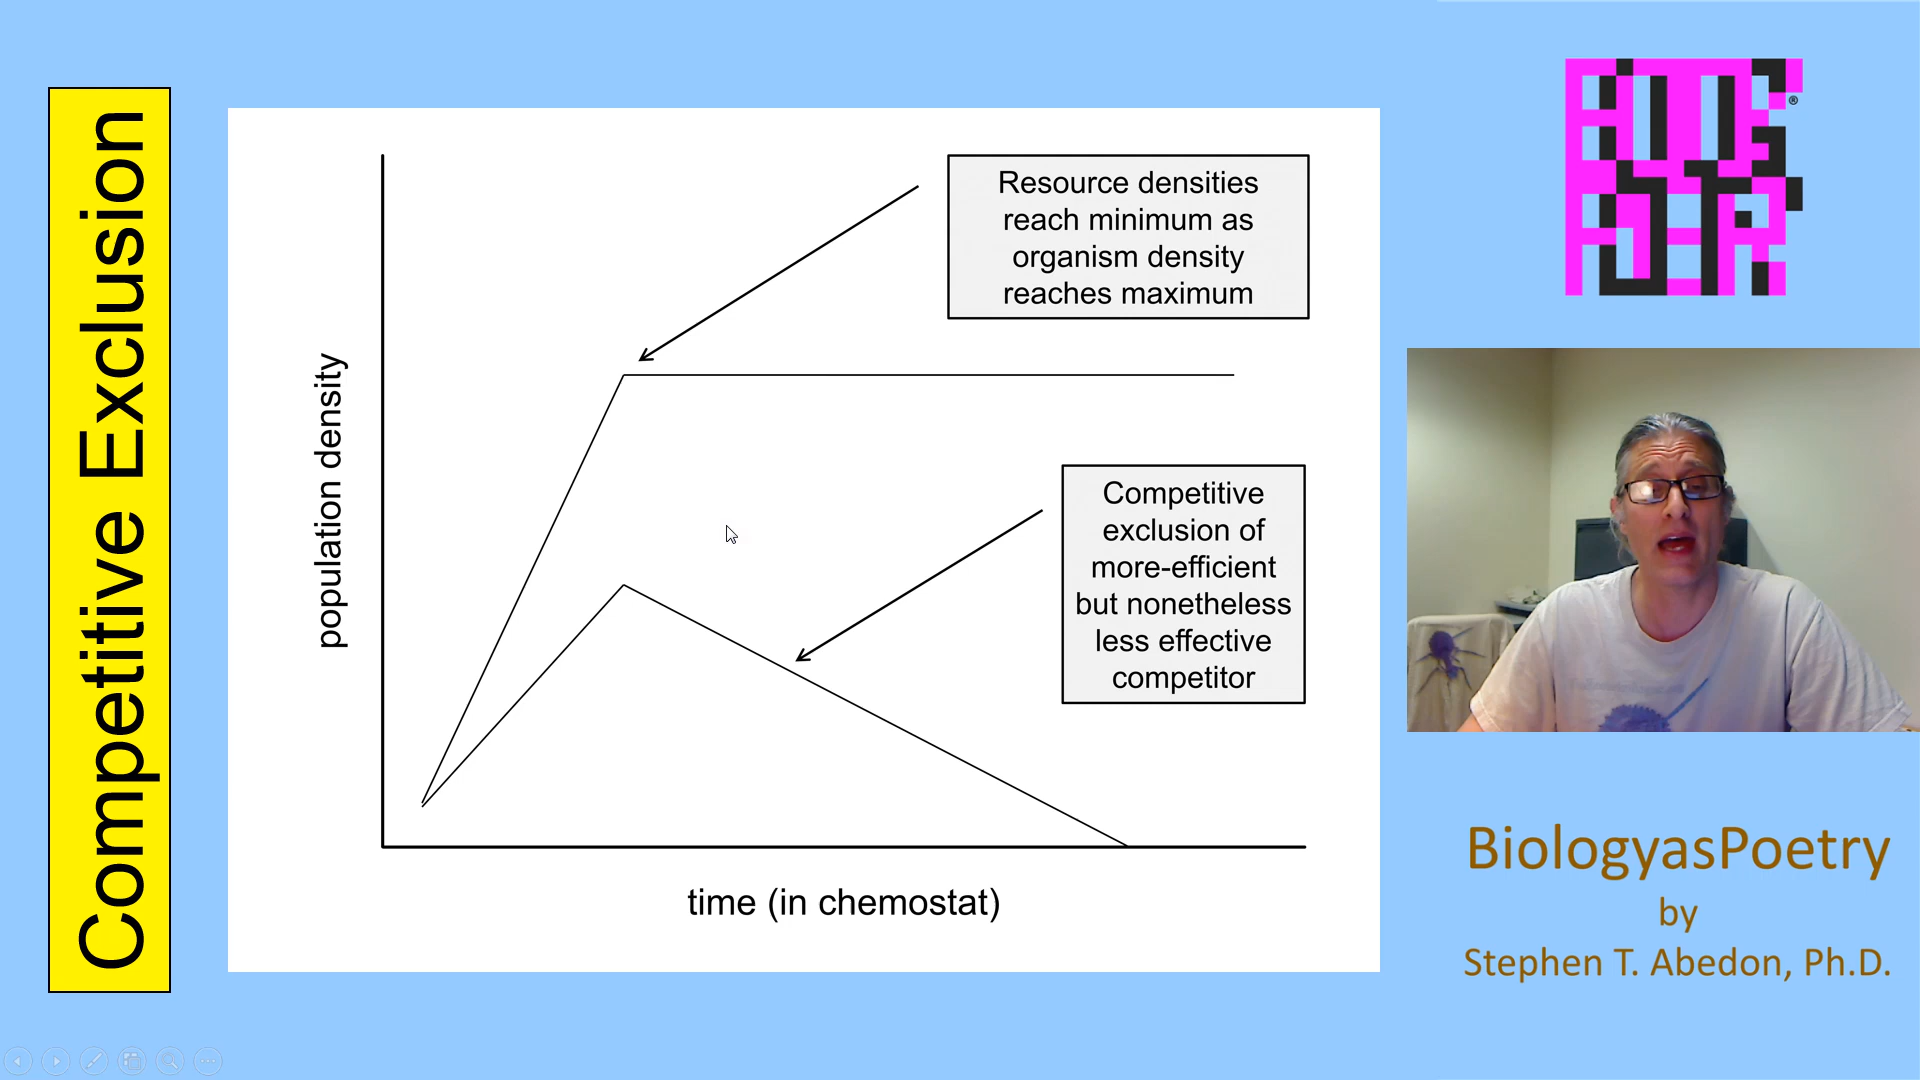 Competitive Exclusion
Resource densities
reach minimum as
organism density
reaches maximum
population density
Competitive
exclusion of
more-efficient
but nonetheless
less effective
competitor
time (in chemostat)
®
BiologyasPoetry
by
Stephen T. Abedon, Ph.D.